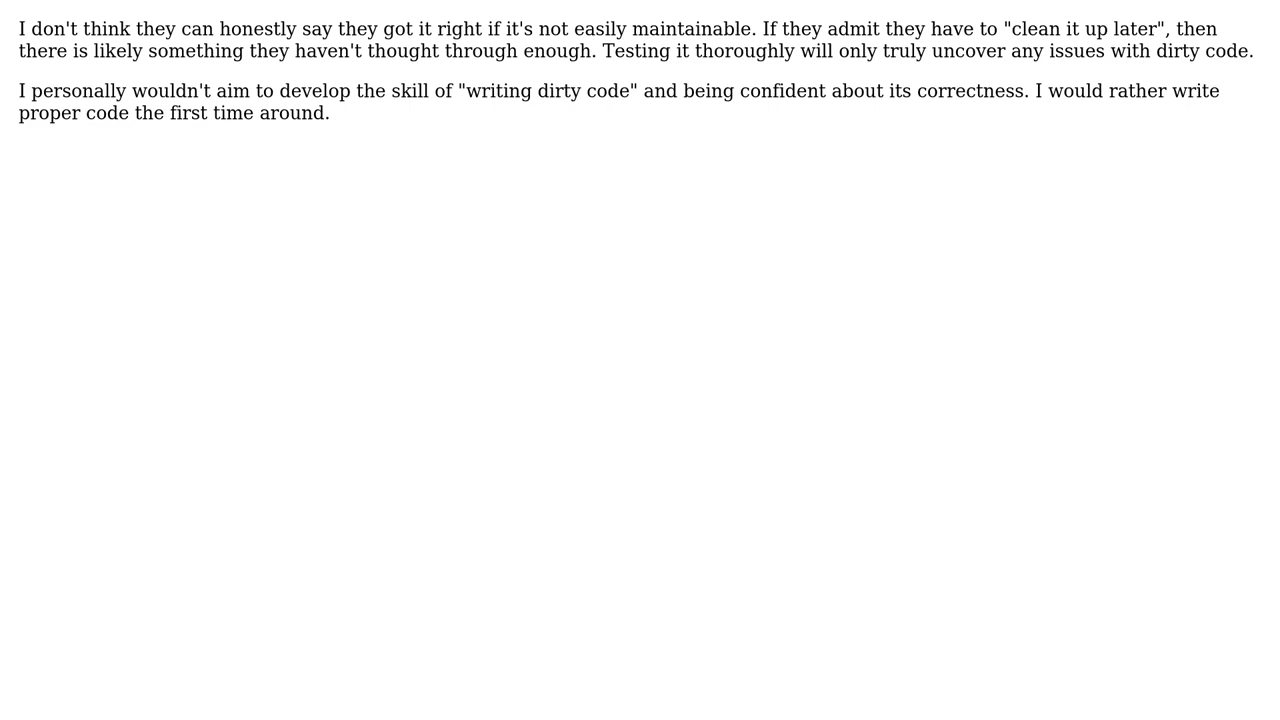 I don't think they can honestly say they got it right if it's not easily maintainable. If they admit they have to "clean it up later", then
there is likely something they haven't thought through enough. Testing it thoroughly will only truly uncover any issues with dirty code.
I personally wouldn't aim to develop the skill of "writing dirty code" and being confident about its correctness. I would rather write
proper code the first time around.